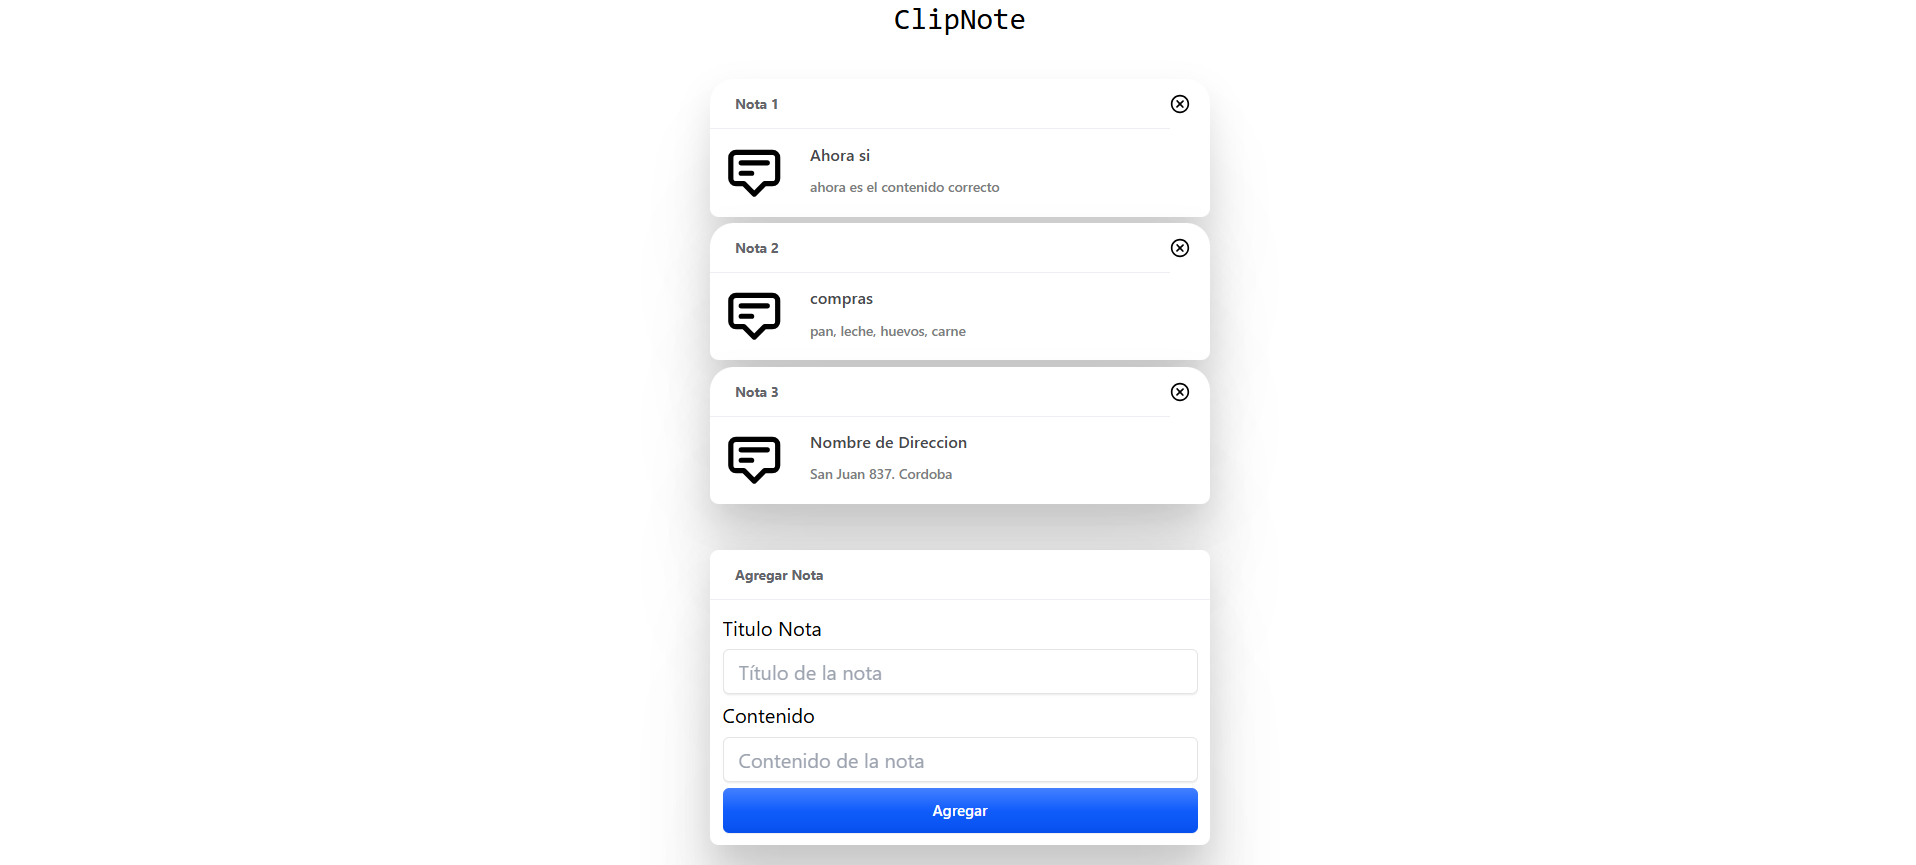 ClipNote
Nota 1
Ahora si
ahora es el contenido correcto
Nota 2
compras
pan, leche, huevos, carne
Nota 3
Nombre de Direccion
San Juan 837. Cordoba
Agregar Nota
Titulo Nota
Título de la nota
Contenido
Contenido de la nota
Agregar